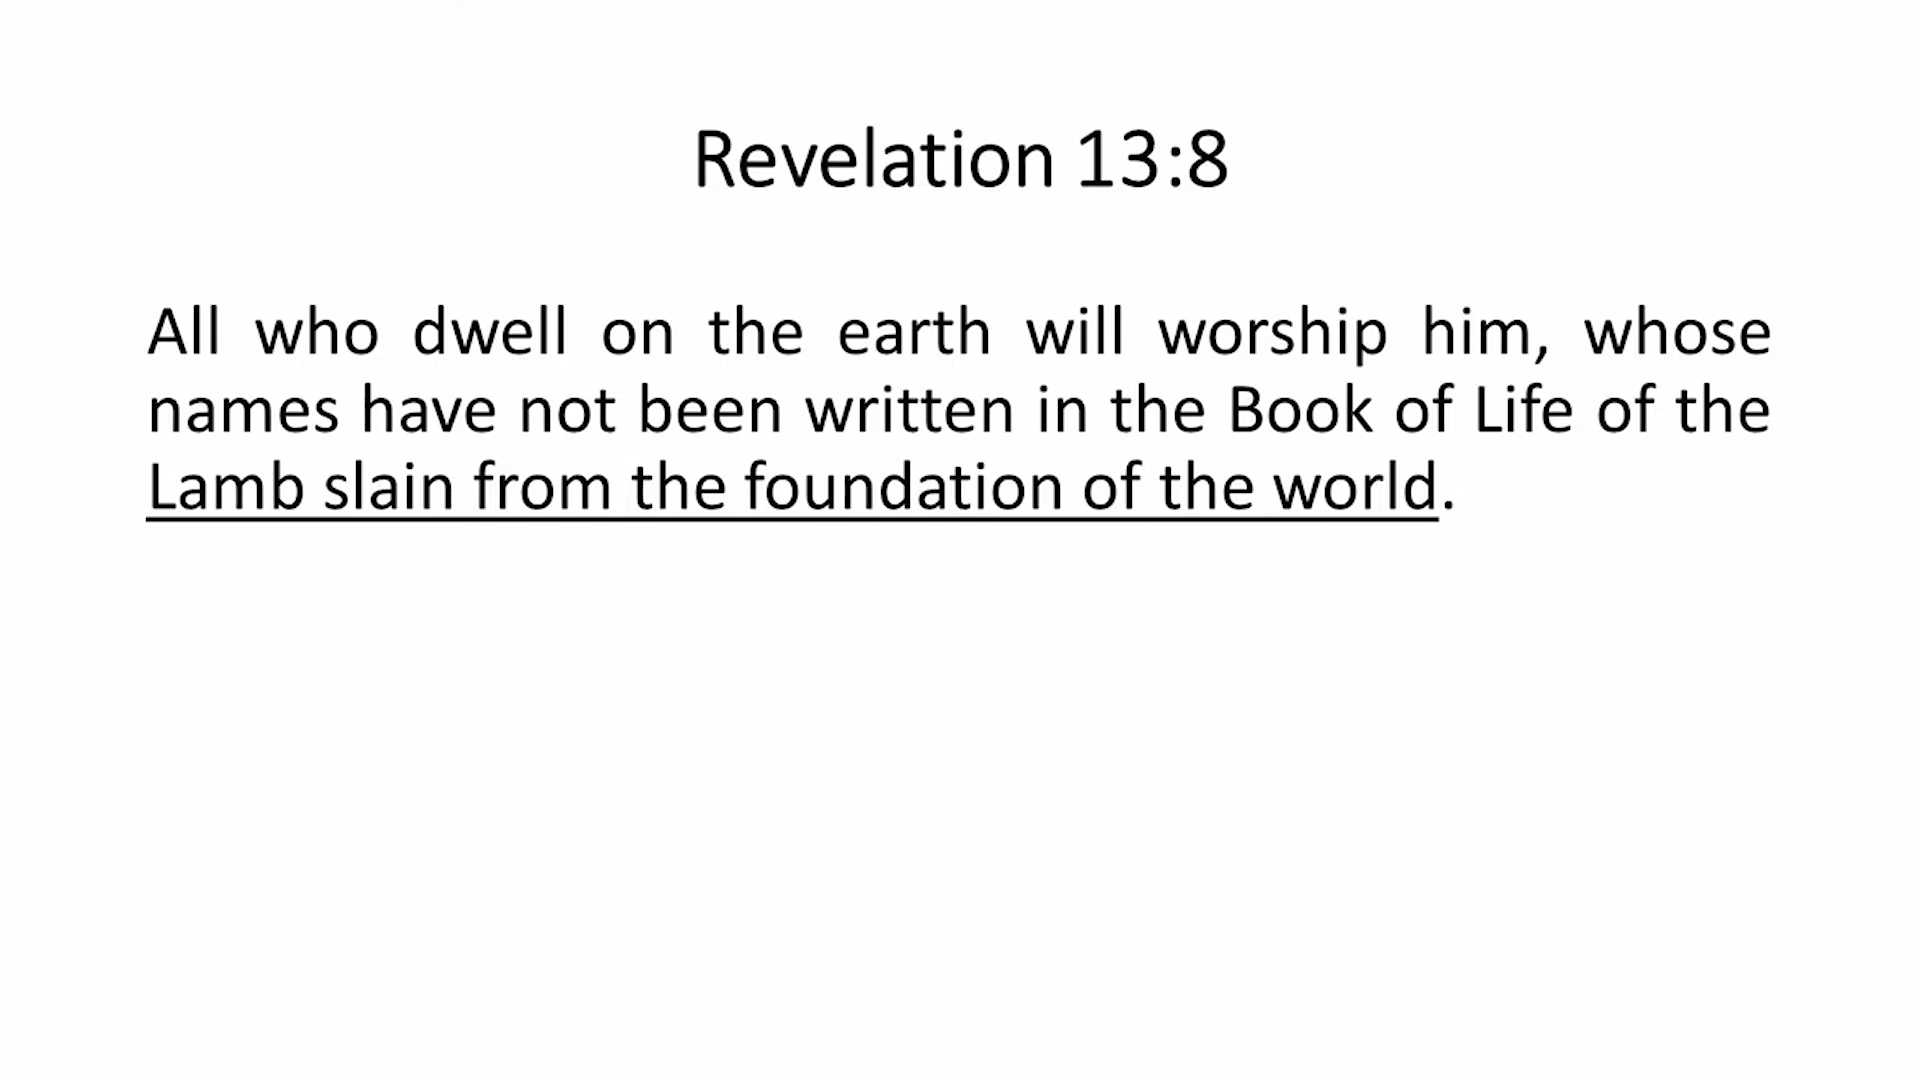 Revelation 13:8
All who dwell on the earth will worship him, whose
names have not been written in the Book of Life of the
Lamb slain from the foundation of the world.